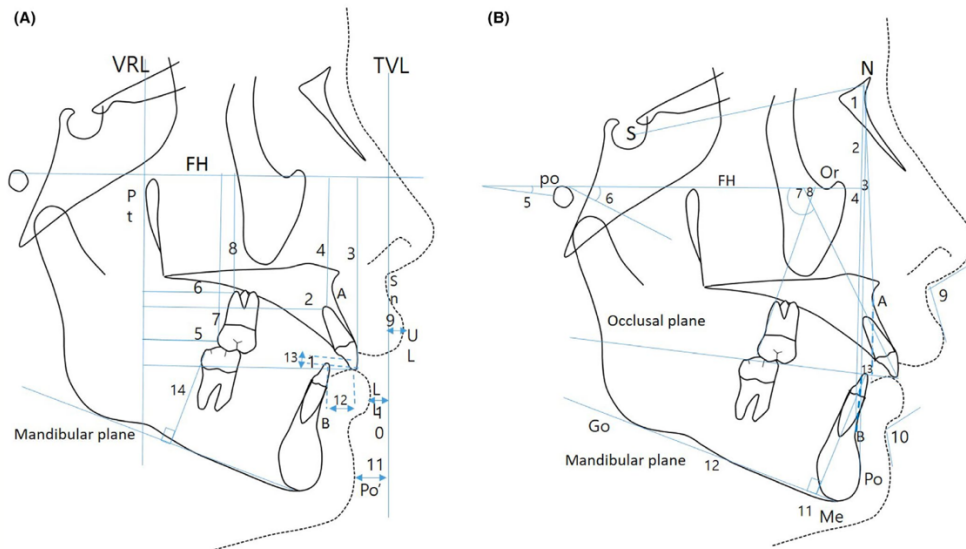 (A)
VRL
TVL
FH
P
t
8
4
3
6
2
A
S
n
7
9
U
L
5
13
1
14
12
L
L
10
B
Mandibular plane
11
Po'
(B)
N
1
S
2
Or
po
FH
3
5
6
7
8
4
A
9
Occlusal plane
13
Go
B
10
Mandibular plane
12
Po
11
Me